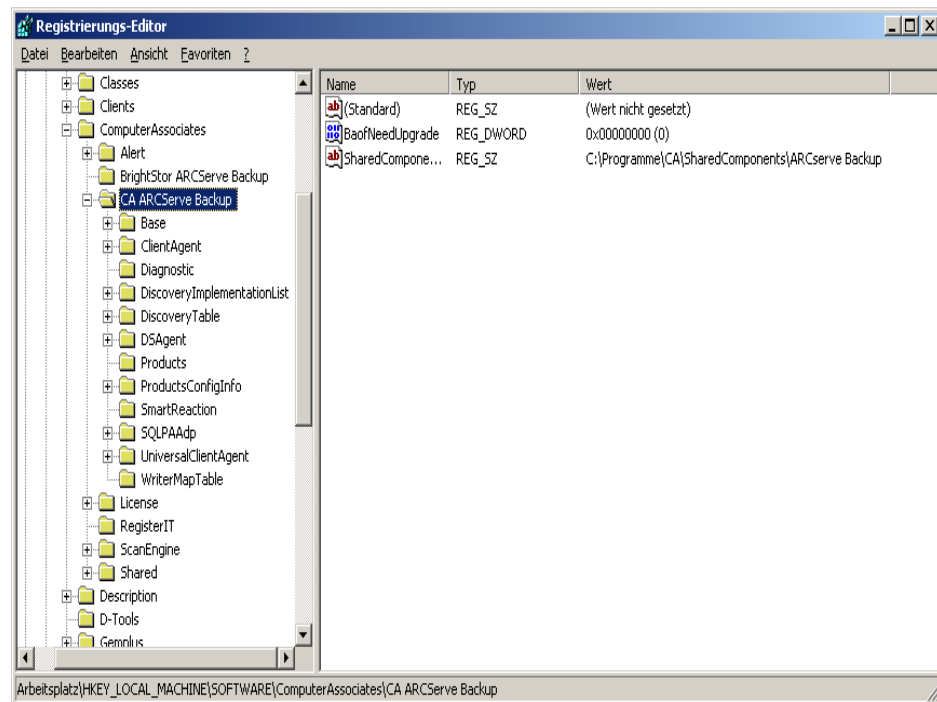 Registrierungs-Editor
Datei Bearbeiten Ansicht Favoriten ?
Classes
Clients
ComputerAssociates
Alert
BrightStor ARCServe Backup
CA ARCServe Backup
Base
ClientAgent
Diagnostic
DiscoveryImplementationList
DiscoveryTable
DSAgent
Products
ProductsConfigInfo
SmartReaction
SQLPAAdp
UniversalClientAgent
WriterMapTable
License
RegisterIT
ScanEngine
Shared
Description
D-Tools
Gemplus
Name Typ Wert
(Standard) REG_SZ (Wert nicht gesetzt)
BaofNeedUpgrade REG_DWORD 0x00000000 (0)
SharedCompone... REG_SZ C:\Programme\CA\SharedComponents\ARCserve Backup
Arbeitsplatz\HKEY_LOCAL_MACHINE\SOFTWARE\ComputerAssociates\CA ARCServe Backup